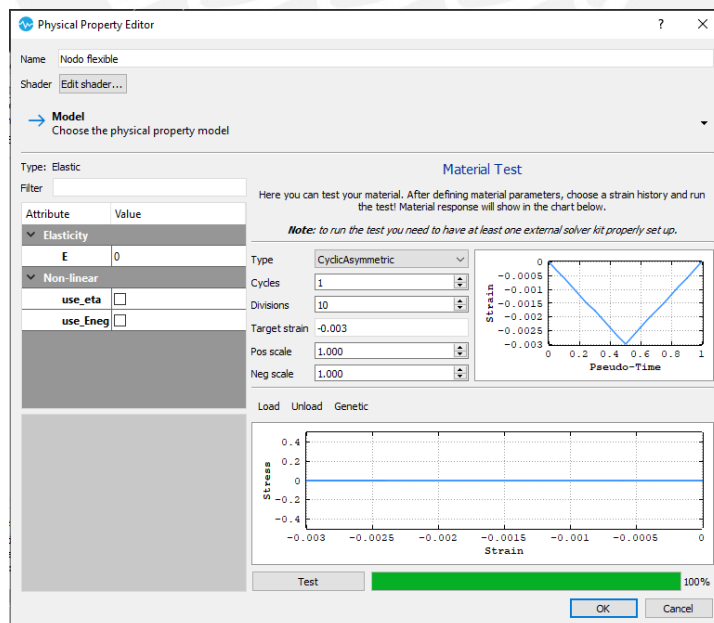 Physical Property Editor
?
Name Nodo flexible
Shader Edit shader...
Model
Choose the physical property model
Type: Elastic
Filter
Attribute Value
Elasticity
E 0
Non-linear
use_eta
use_Eneg
Material Test
Here you can test your material. After defining material parameters, choose a strain history and run
the test! Material response will show in the chart below.
Note: to run the test you need to have at least one external solver kit properly set up.
Type CyclicAsymmetric
Cycles 1
Divisions 10
Target strain -0.003
Pos scale 1.000
Neg scale 1.000
Strain
0
-0.0005
-0.001
-0.0015
-0.002
-0.0025
-0.003
0 0.2 0.4 0.6 0.8 1
Pseudo-Time
Load Unload Genetic
Stress
0.4
0.2
0
-0.2
-0.4
-0.003 -0.0025 -0.002 -0.0015 -0.001 -0.0005 0
Strain
Test 100%
OK Cancel